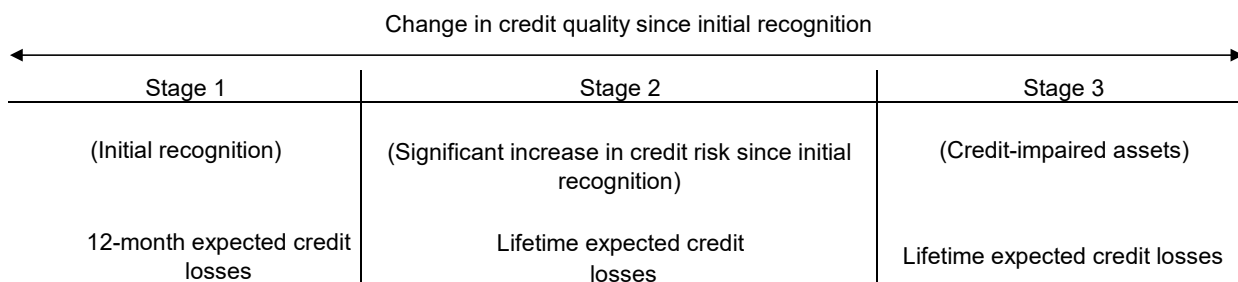 Change in credit quality since initial recognition
Stage 1
Stage 2
Stage 3
(Initial recognition)
(Significant increase in credit risk since initial
recognition)
(Credit-impaired assets)
12-month expected credit
losses
Lifetime expected credit
losses
Lifetime expected credit losses